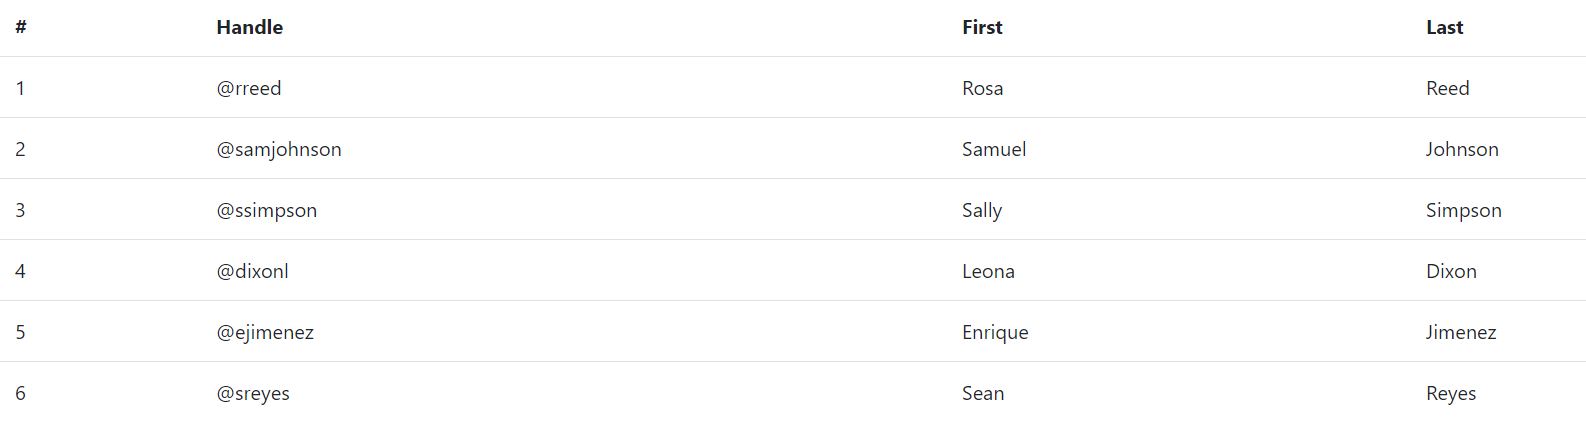 # Handle First Last
1 @rreed Rosa Reed
2 @samjohnson Samuel Johnson
3 @ssimpson Sally Simpson
4 @dixonl Leona Dixon
5 @ejimenez Enrique Jimenez
6 @sreyes Sean Reyes